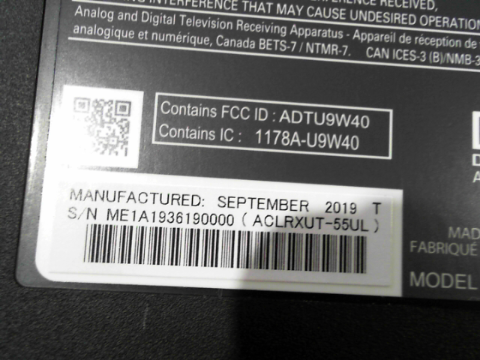 INTERFERENCE THAT MAY CAUSE UNDESIRED OPERATION
Analog and Digital Television Receiving Apparatus - Appareil de réception de
analogique et numérique, Canada BETS-7 / NTMR-7. CAN ICES-3 (B)/NMB-3
Contains FCC ID : ADTU9W40
Contains IC : 1178A-U9W40
MANUFACTURED: SEPTEMBER 2019 T
S/N ME1A1936190000 ( ACLRXUT-55UL )
MAD
FABRIQUÉ
MODEL